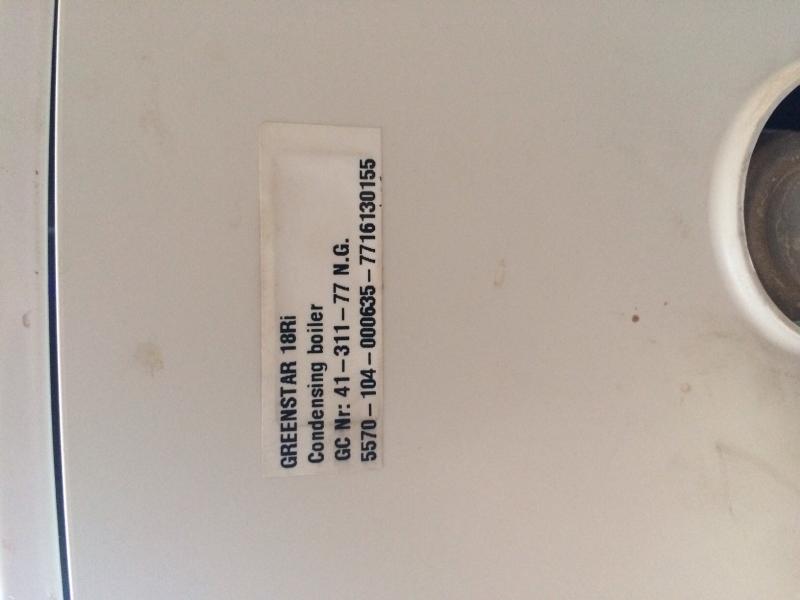 GREENSTAR 18Ri
Condensing boiler
GC Nr: 41-311-77 N.G.
5570-104-000635-7716130155